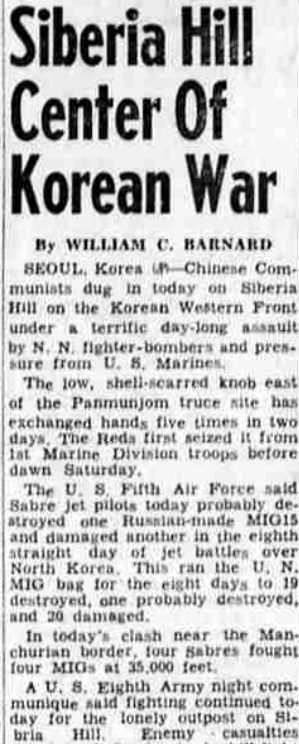 Siberia Hill
Center Of
Korean War
By WILLIAM C. BARNARD
SEOUL, Korea (AP)—Chinese Com-
munists dug in today on Siberia
Hill on the Korean Western Front
under a terrific day-long assault
by N. N. fighter-bombers and pres-
sure from U. S. Marines.
The low, shell-scarred knob east
of the Panmunjom truce site has
exchanged hands five times in two
days. The Reds first seized it from
1st Marine Division troops before
dawn Saturday.
The U. S. Fifth Air Force said
Sabre jet pilots today probably de-
stroyed one Russian-made MIG15
and damaged another in the eighth
straight day of jet battles over
North Korea. This ran the U. N.
MIG bag for the eight days to 19
destroyed, one probably destroyed,
and 20 damaged.
In today's clash near the Man-
churian border, four Sabres fought
four MIGs at 35,000 feet.
A U. S. Eighth Army night com-
munique said fighting continued to-
day for the lonely outpost on Si-
bria Hill. Enemy casualties